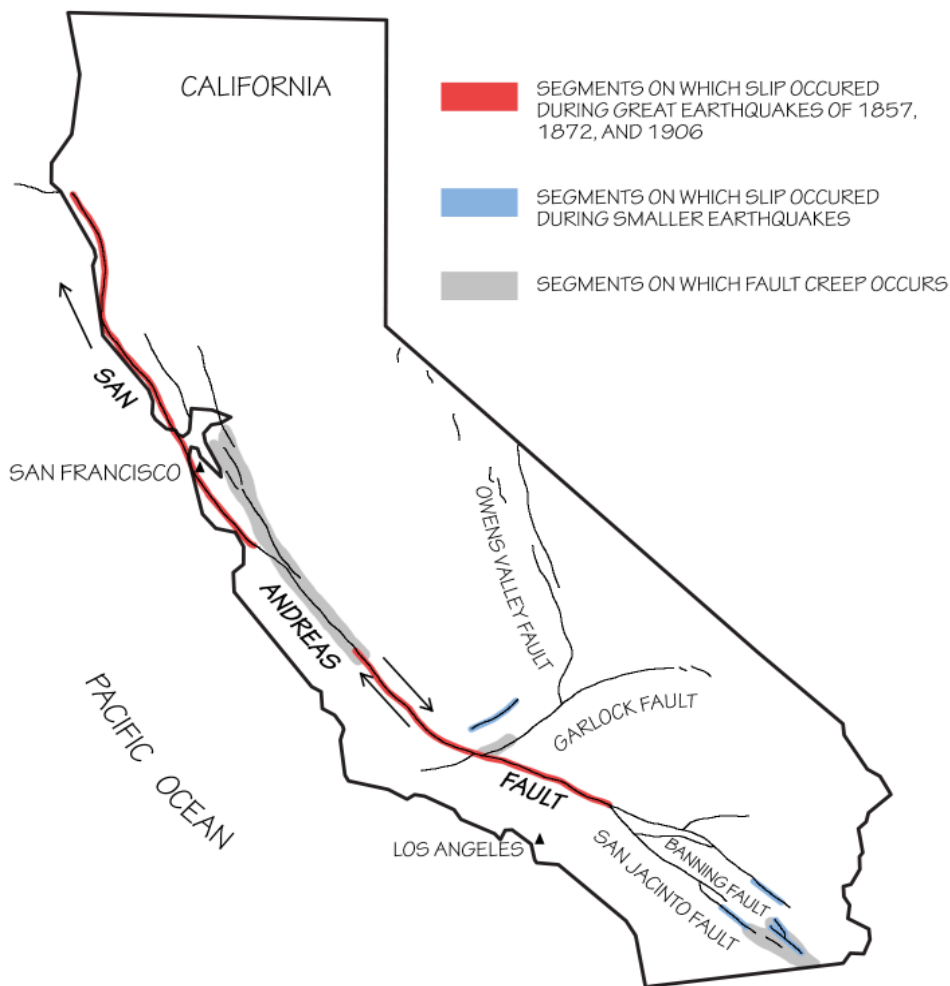 CALIFORNIA
SEGMENTS ON WHICH SLIP OCCURED
DURING GREAT EARTHQUAKES OF 1857,
1872, AND 1906
SEGMENTS ON WHICH SLIP OCCURED
DURING SMALLER EARTHQUAKES
SEGMENTS ON WHICH FAULT CREEP OCCURS
SAN
SAN FRANCISCO
ANDREAS
OWENS VALLEY FAULT
GARLOCK FAULT
PACIFIC OCEAN
FAULT
LOS ANGELES
BANNING FAULT
SAN JACINTO FAULT